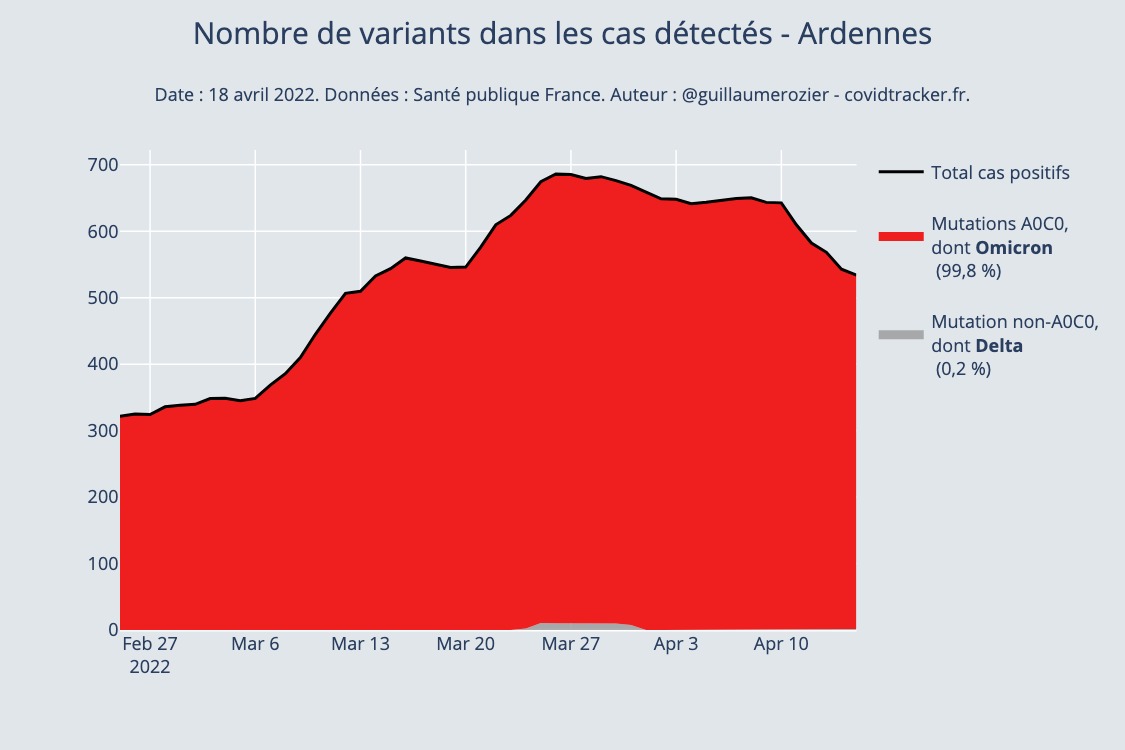 Nombre de variants dans les cas détectés - Ardennes
Date : 18 avril 2022. Données : Santé publique France. Auteur : @guillaumerozier - covidtracker.fr.
700
600
500
400
300
200
100
0
Feb 27
2022
Mar 6
Mar 13
Mar 20
Mar 27
Apr 3
Apr 10
Total cas positifs
Mutations A0C0,
dont Omicron
(99,8 %)
Mutation non-A0C0,
dont Delta
(0,2 %)